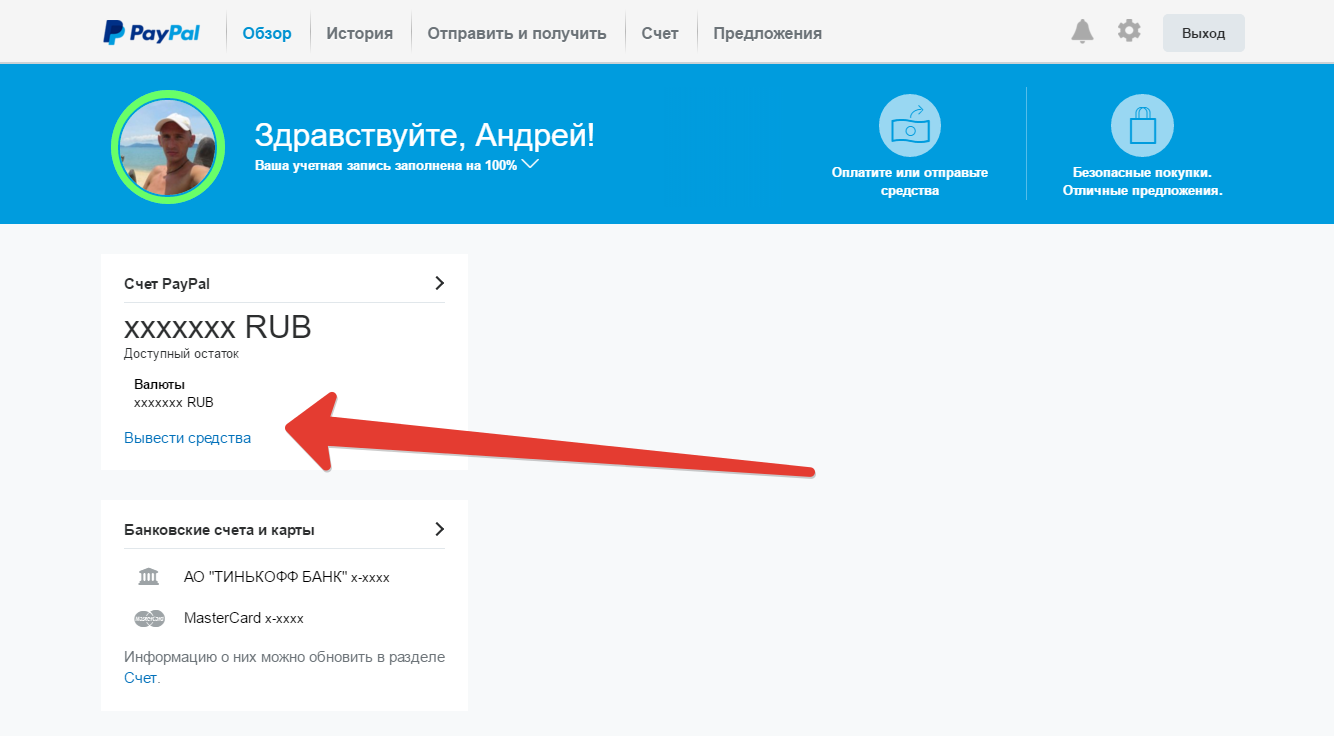 PayPal
Обзор
История
Отправить и получить
Счет
Предложения
Выход
Здравствуйте, Андрей!
Ваша учетная запись заполнена на 100%
Оплатите или отправьте
средства
Безопасные покупки.
Отличные предложения.
Счет PayPal
xxxxxxx RUB
Доступный остаток
Валюты
xxxxxxx RUB
Вывести средства
Банковские счета и карты
АО "ТИНЬКОФФ БАНК" x-xxxx
MasterCard
MasterCard x-xxxx
Информацию о них можно обновить в разделе
Счет.